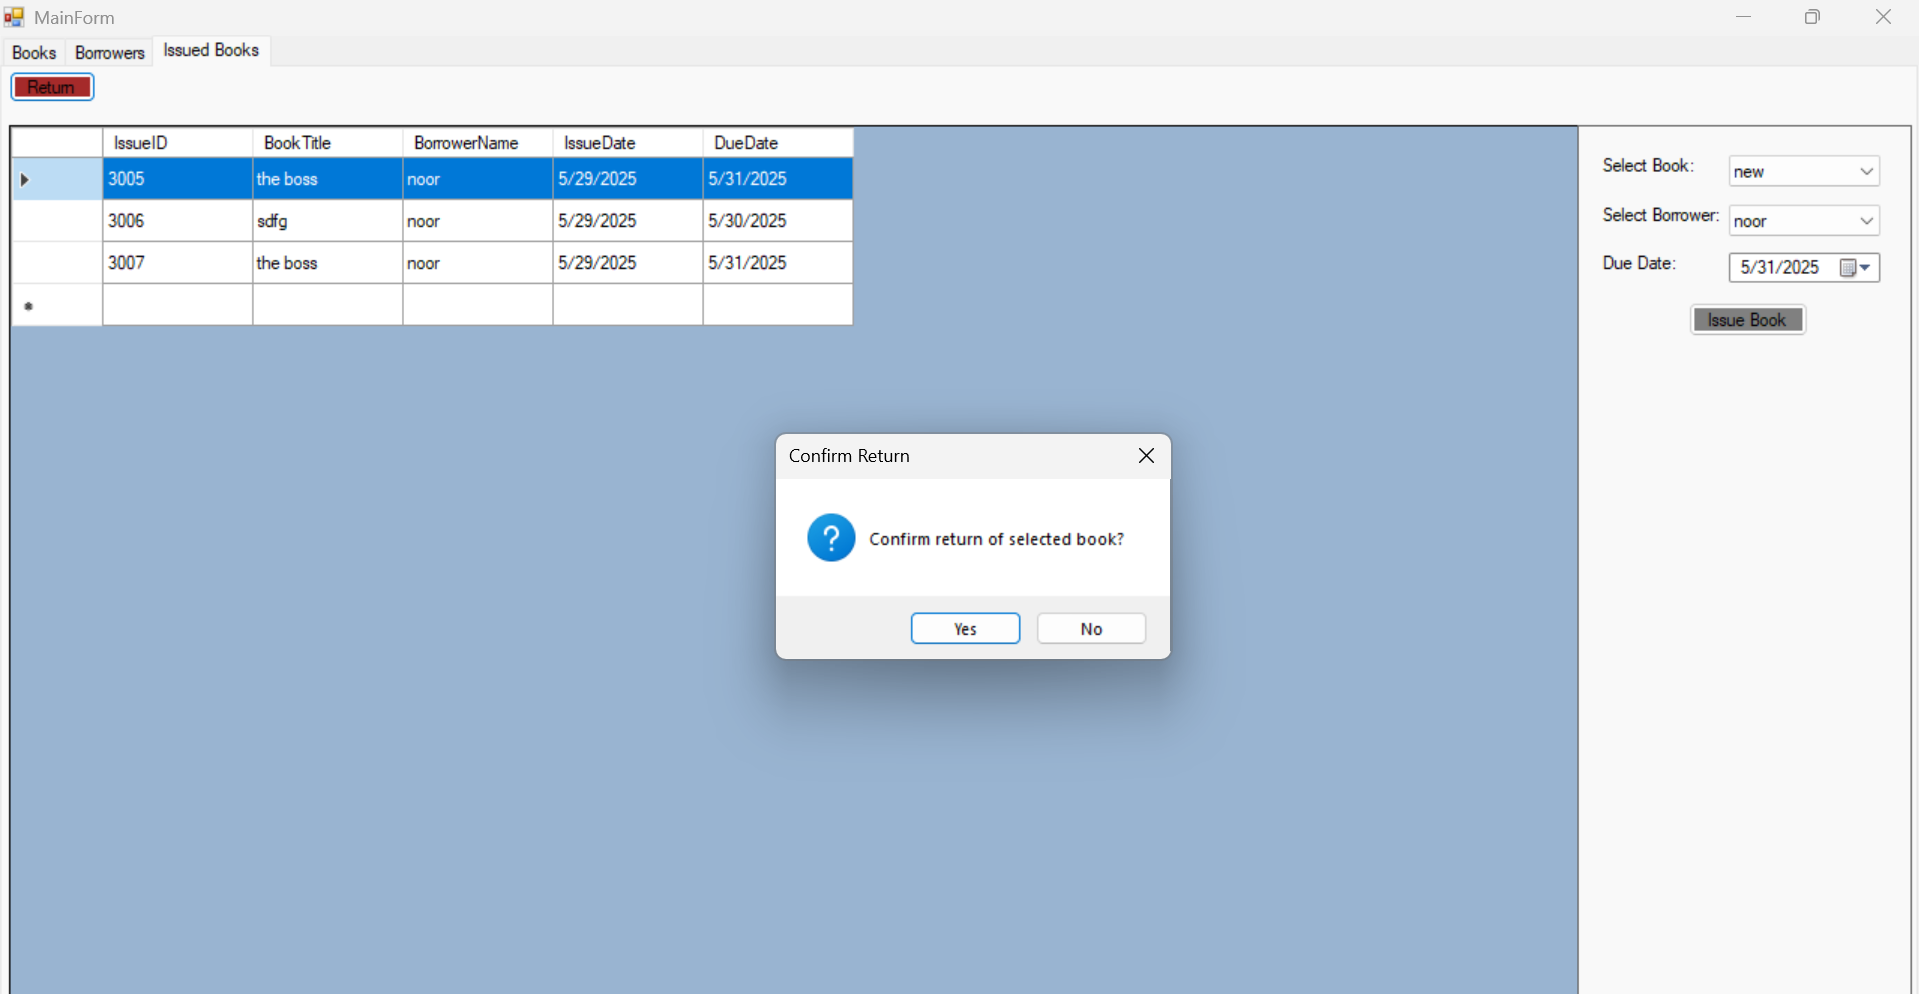 MainForm
Books Borrowers Issued Books
Return
IssueID BookTitle BorrowerName IssueDate DueDate
3005 the boss noor 5/29/2025 5/31/2025
3006 sdfg noor 5/29/2025 5/30/2025
3007 the boss noor 5/29/2025 5/31/2025
Select Book: new
Select Borrower: noor
Due Date: 5/31/2025
Issue Book
Confirm Return
Confirm return of selected book?
Yes No